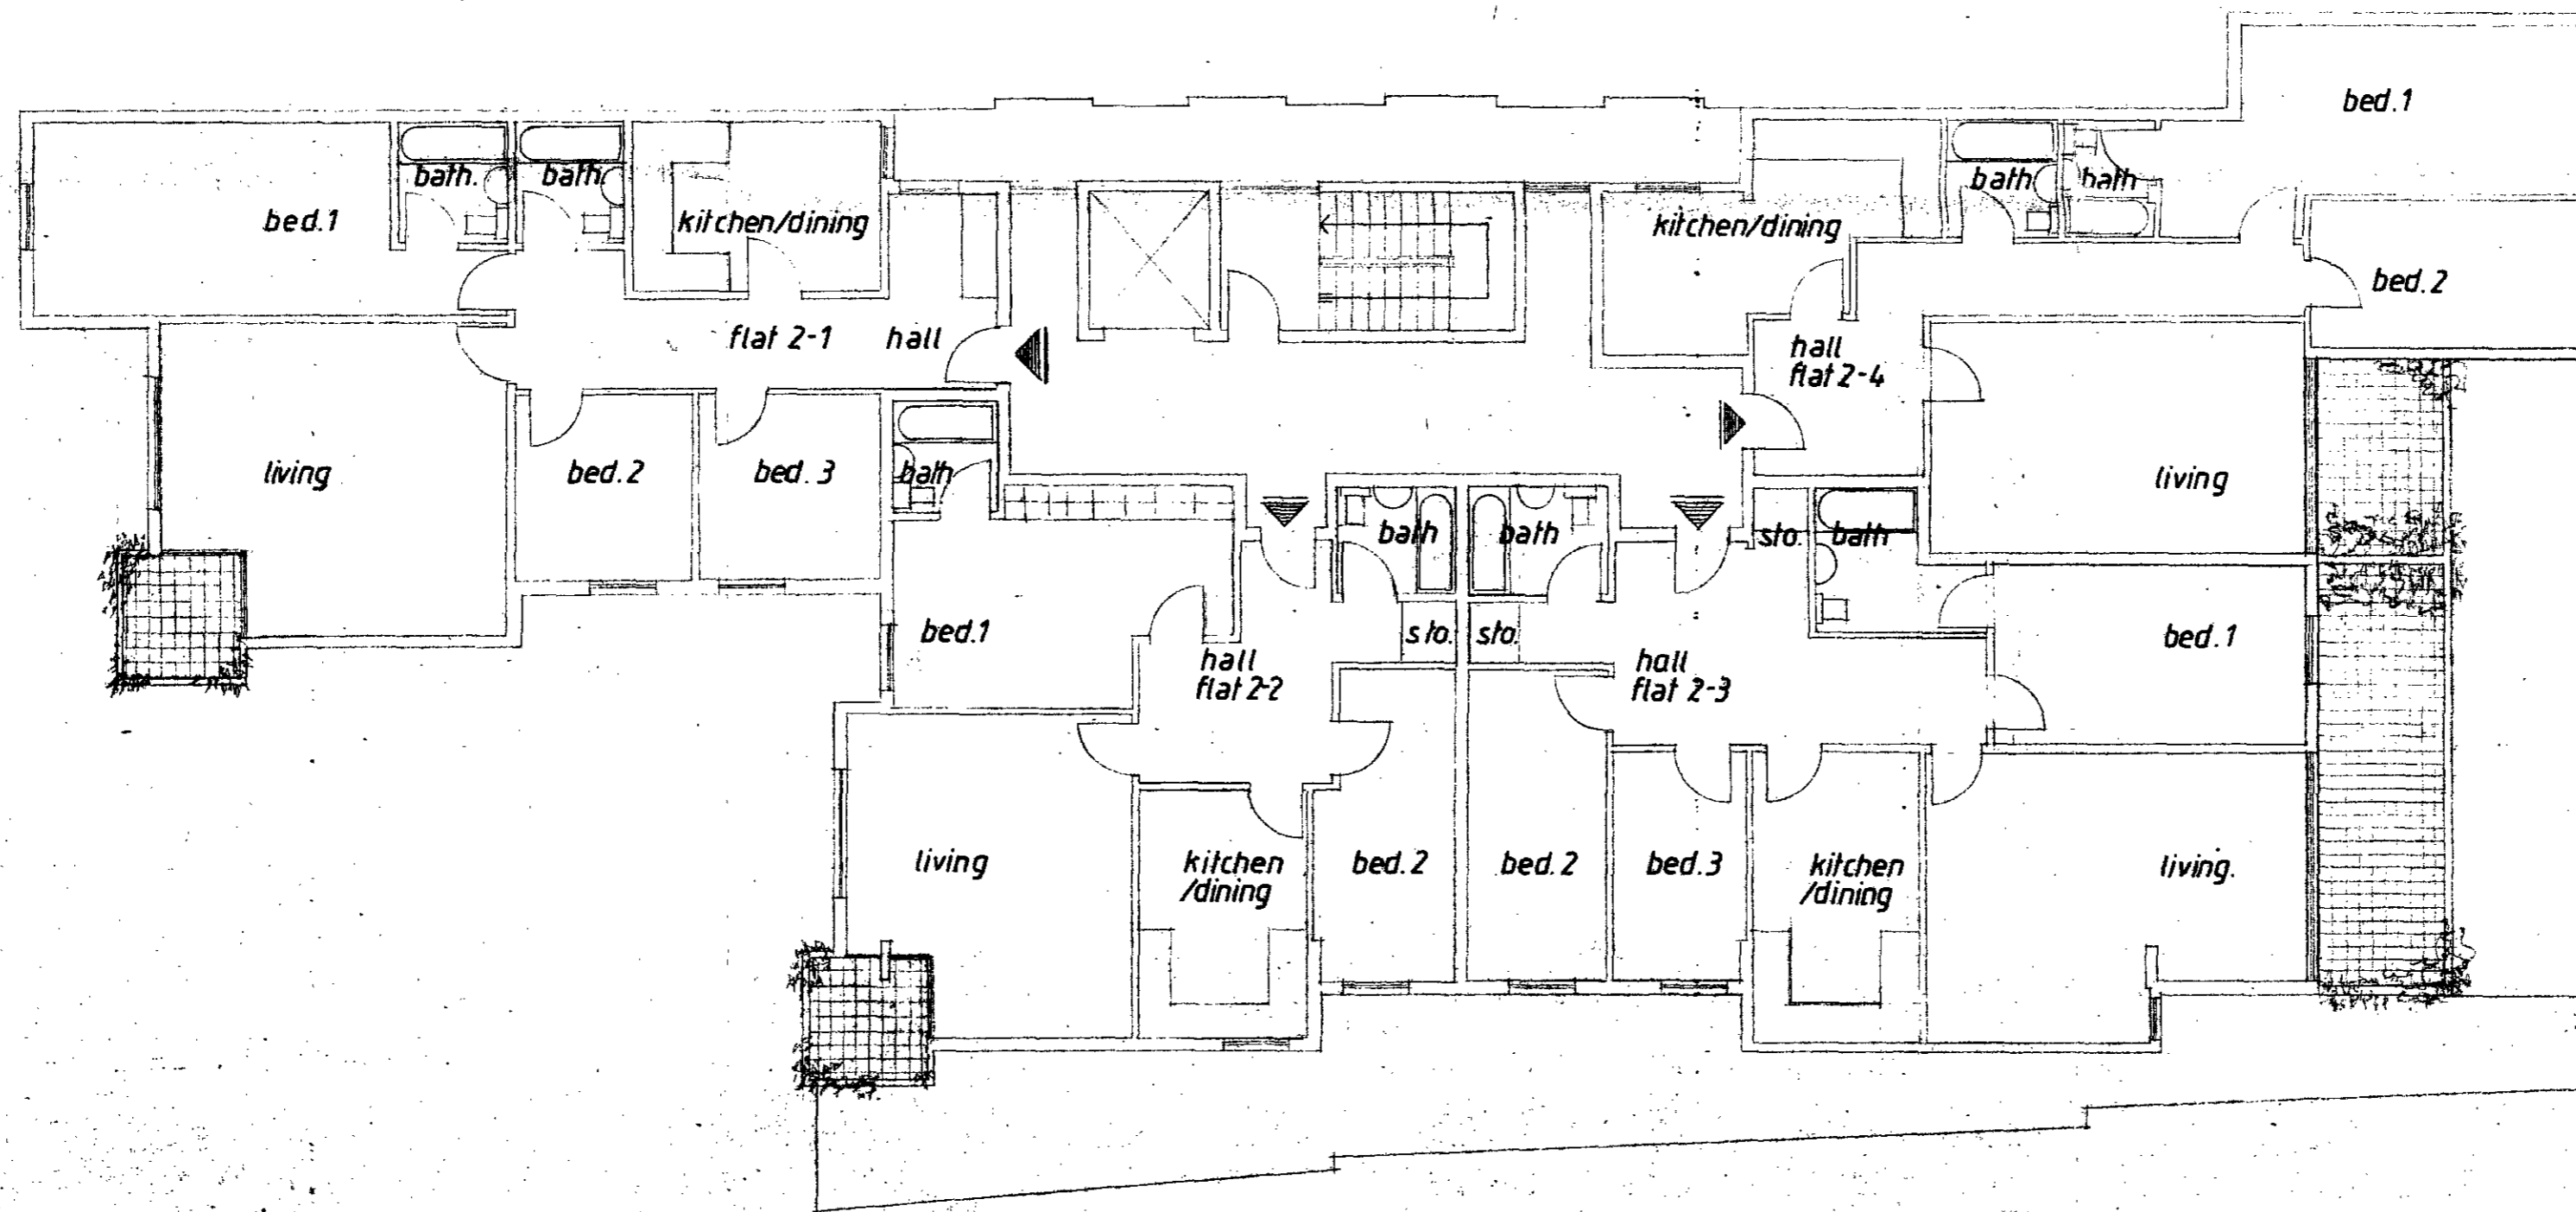 bed.1
bath.
bath.
kitchen/dining
flat 2-1
hall
living
bed.2
bed.3
bath
bed.1
hall
flat 2-2
bath
sto.
living
kitchen
/dining
bed.2
bath
sto.
hall
flat 2-3
sto.
bath
bed.1
bed.2
bed.3
kitchen
/dining
living.
kitchen/dining
hall
flat 2-4
bath
bath
bed.1
bed.2
living